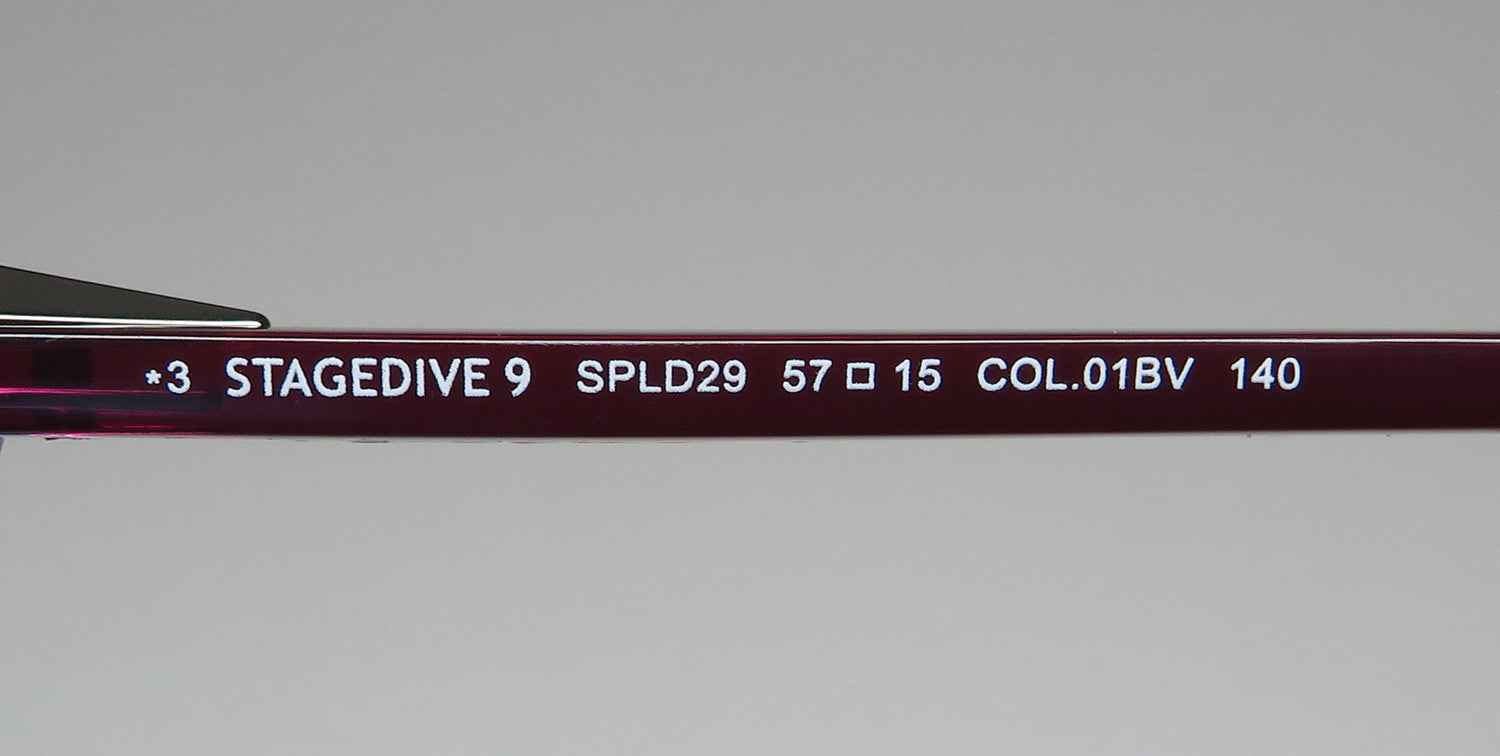 *3 STAGEDIVE 9 SPLD29 57□15 COL.01BV 140